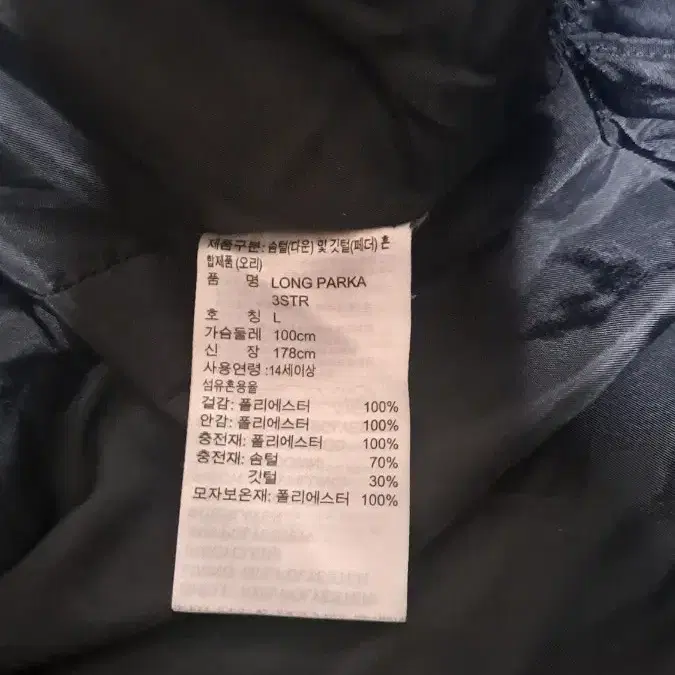 제품구분: 솜털(다운) 및 깃털(페더) 혼
합제품 (오리)
품 명 LONG PARKA
3STR
호 칭 L
가슴둘레 100cm
신 장 178cm
사용연령 :14세이상
섬유혼용율
겉감: 폴리에스터 100%
안감: 폴리에스터 100%
충전재: 폴리에스터 100%
충전재: 솜털 70%
깃털 30%
모자보온재: 폴리에스터 100%